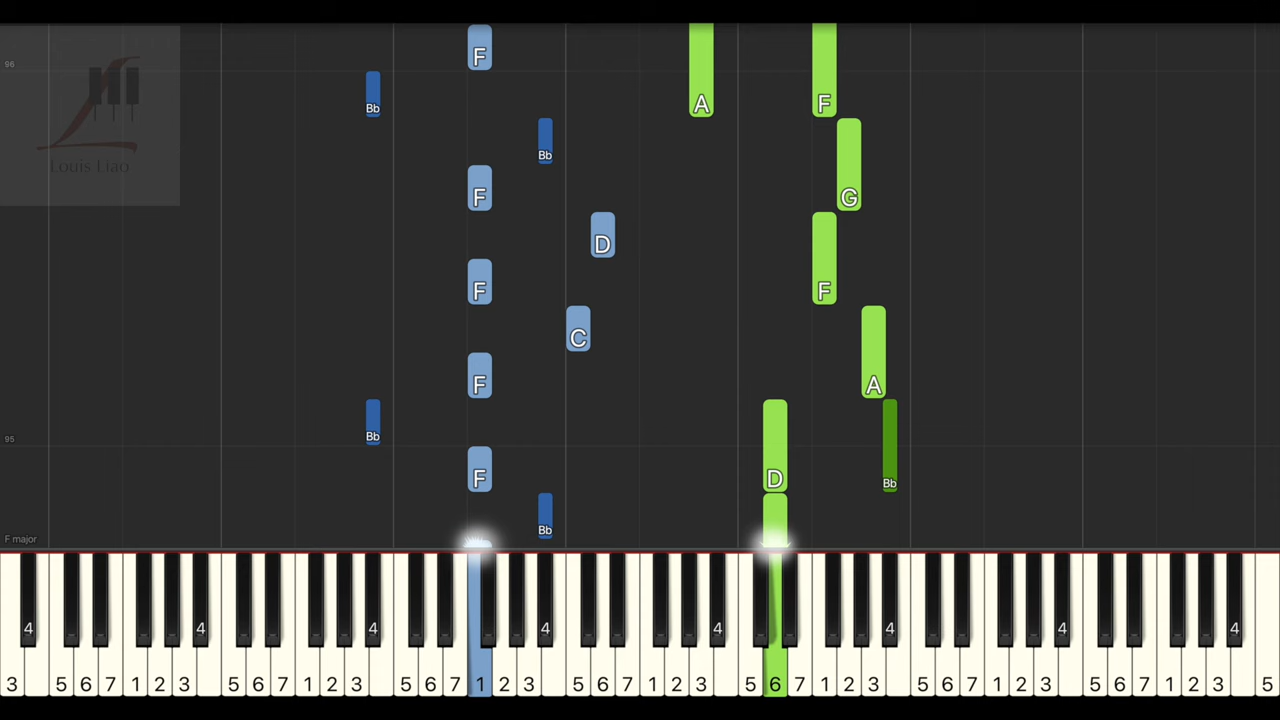 F
96
A F
Bb
Bb
Louis Liao
F G
D
F F
C
F A
Bb
95
F D Bb
Bb
F major
4 4 4 4 4 4 4 4
3 5 6 7 1 2 3 5 6 7 1 2 3 5 6 7 1 2 3 5 6 7 1 2 3 5 6 7 1 2 3 5 6 7 1 2 3 5 6 7 1 2 3 5